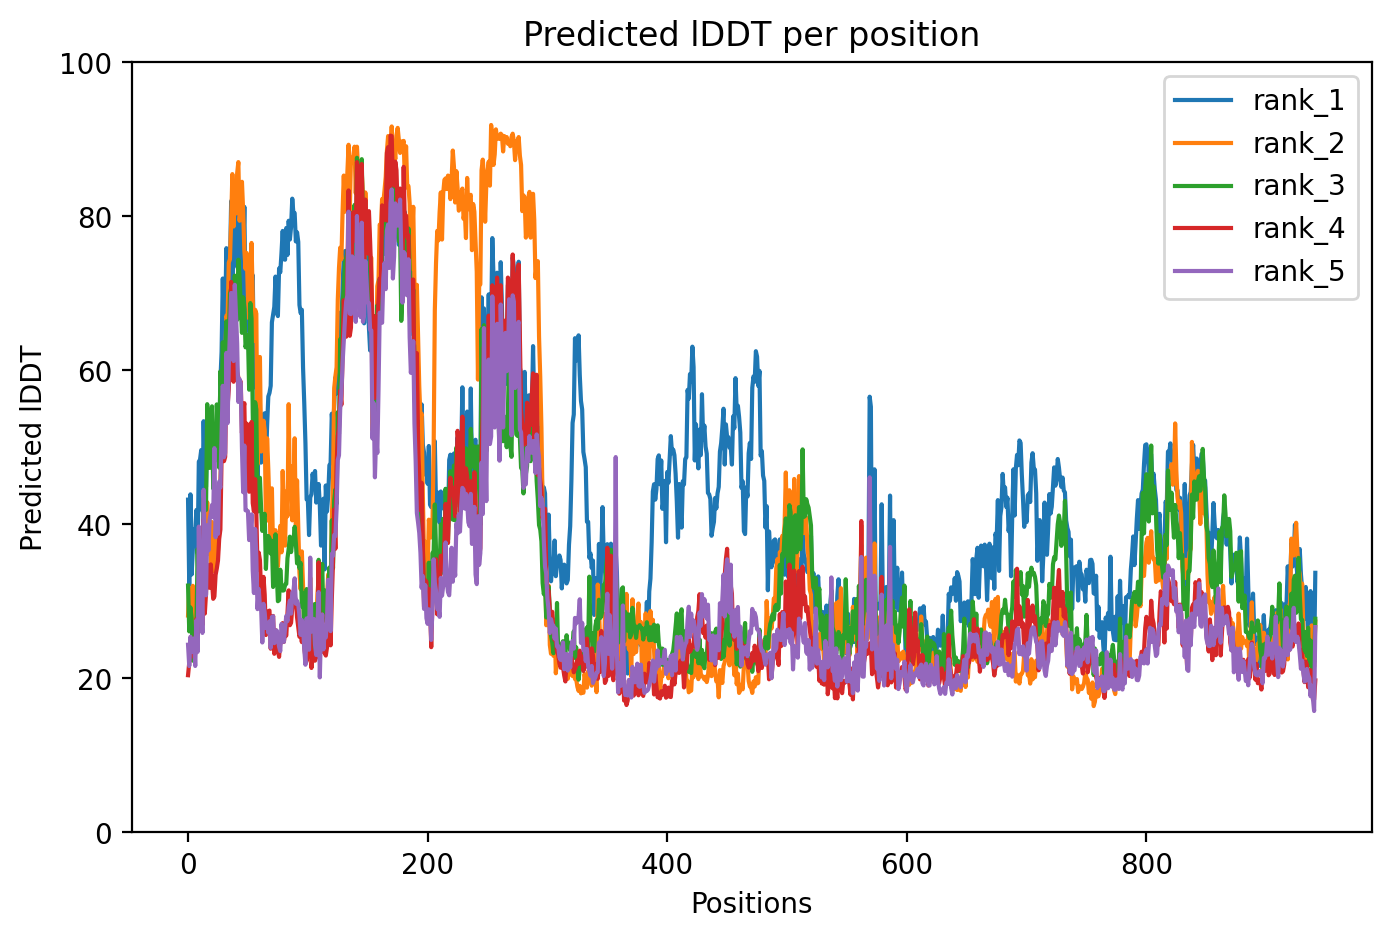 Predicted lDDT per position
100
80
60
40
20
0
Predicted lDDT
0 200 400 600 800
Positions
rank_1
rank_2
rank_3
rank_4
rank_5